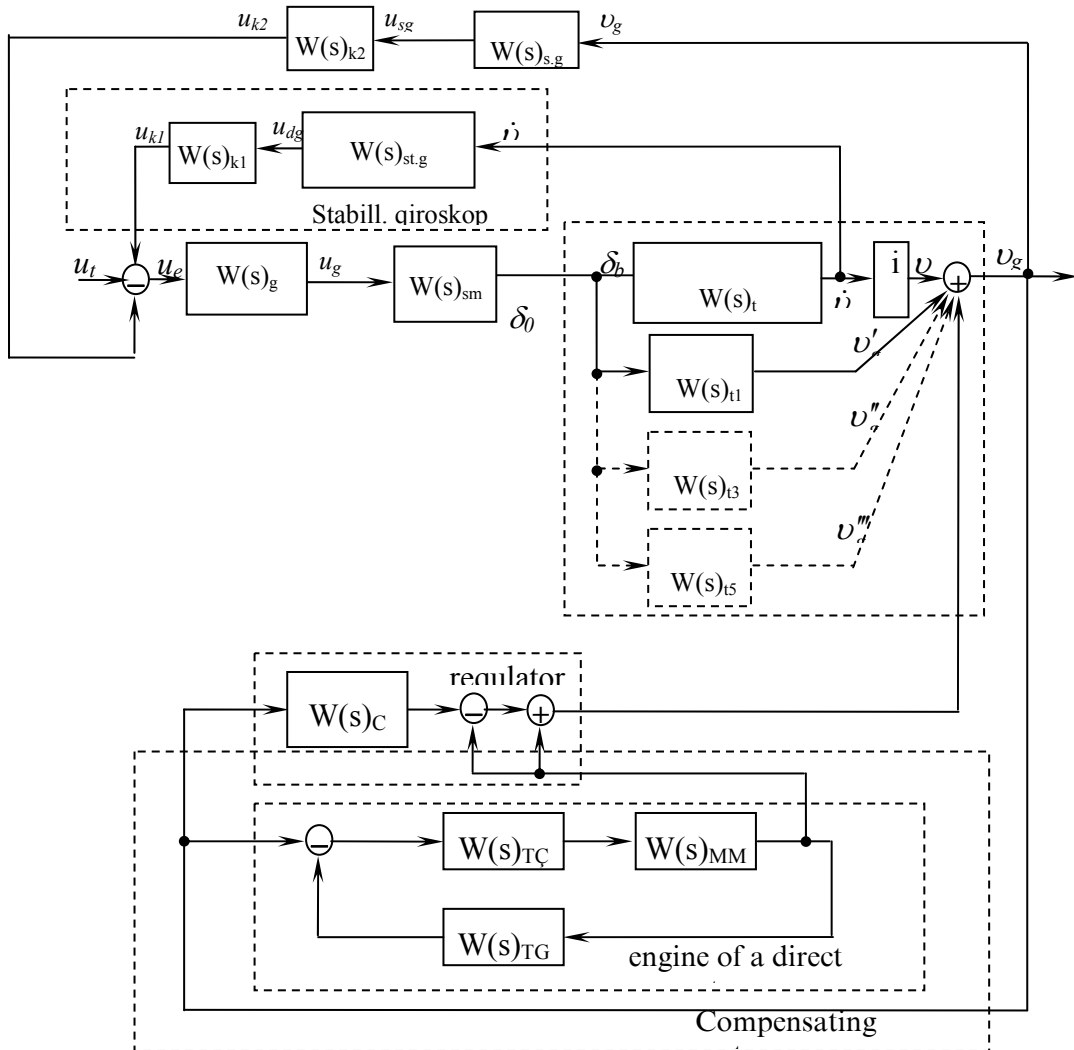 u_k2
u_sg
υ_g
W(s)_k2
W(s)_s.g
u_k1
u_dg
W(s)_k1
W(s)_st.g
Stabill. giroskop
u_t
-
u_e
W(s)_g
u_g
W(s)_sm
δ_0
δ_b
W(s)_t
i
υ
+
υ_g
W(s)_t1
υ'
W(s)_t3
υ''
W(s)_t5
υ'''
regulator
W(s)_C
-
+
-
W(s)_TÇ
W(s)_MM
W(s)_TG
engine of a direct
Compensating